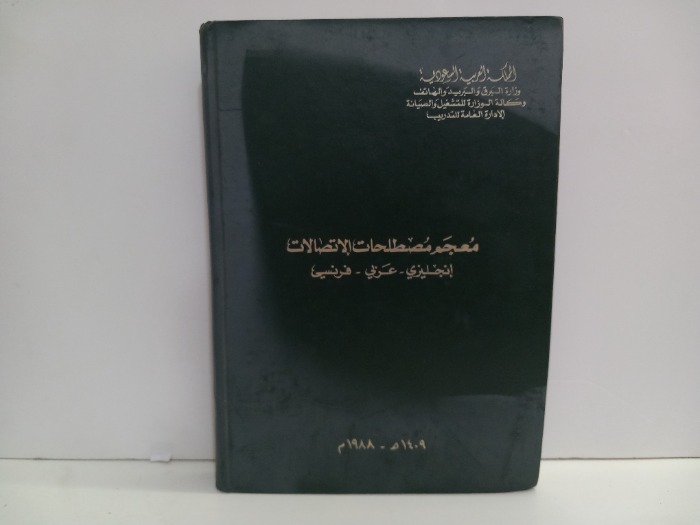 المملكة العربية السعودية
وزارة البرق والبريد والهاتف
وكالة الوزارة للتشغيل والصيانة
الإدارة العامة للتدريب
معجم مصطلحات الاتصالات
إنجليزي - عربي - فرنسي
١٤٠٩هـ - ١٩٨٨م